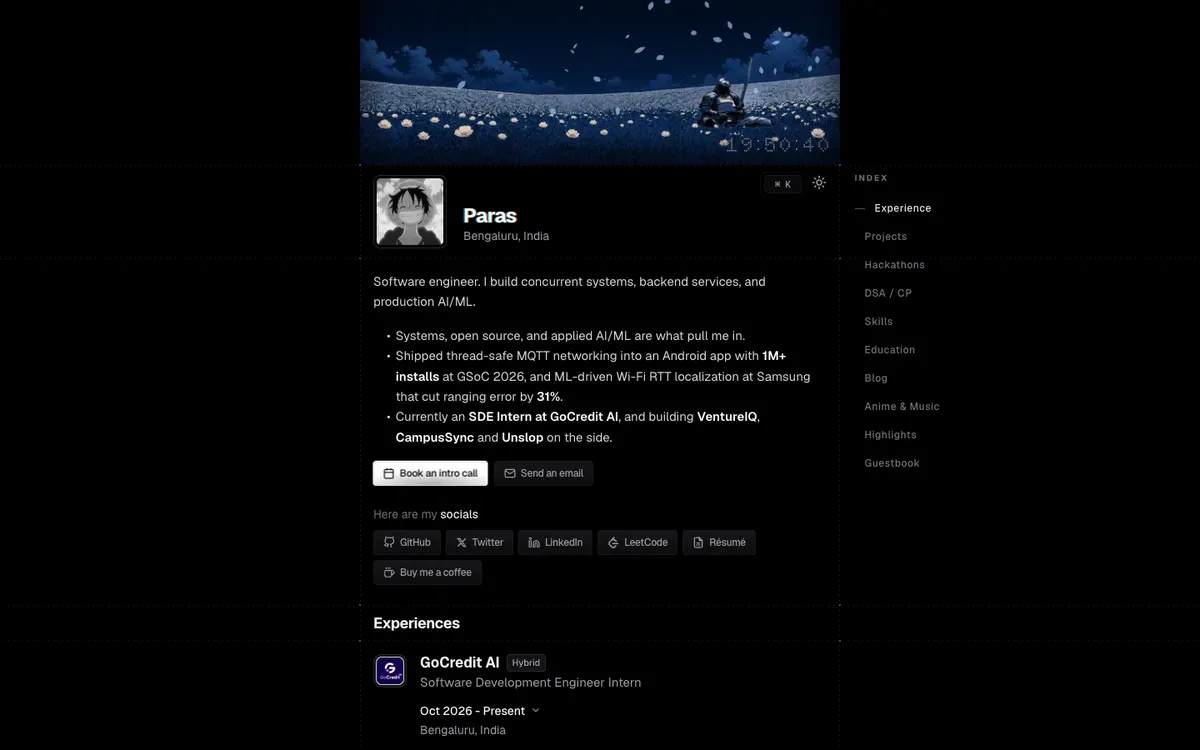 19:50:40
⌘ K
INDEX
Paras
Bengaluru, India
Experience
Projects
Hackathons
DSA / CP
Skills
Education
Blog
Anime & Music
Highlights
Guestbook
Software engineer. I build concurrent systems, backend services, and
production AI/ML.
• Systems, open source, and applied AI/ML are what pull me in.
• Shipped thread-safe MQTT networking into an Android app with 1M+
installs at GSoC 2026, and ML-driven Wi-Fi RTT localization at Samsung
that cut ranging error by 31%.
• Currently an SDE Intern at GoCredit AI, and building VentureIQ,
CampusSync and Unslop on the side.
Book an intro call
Send an email
Here are my socials
GitHub
Twitter
LinkedIn
LeetCode
Résumé
Buy me a coffee
Experiences
GoCredit
GoCredit AI
Hybrid
Software Development Engineer Intern
Oct 2026 - Present
Bengaluru, India